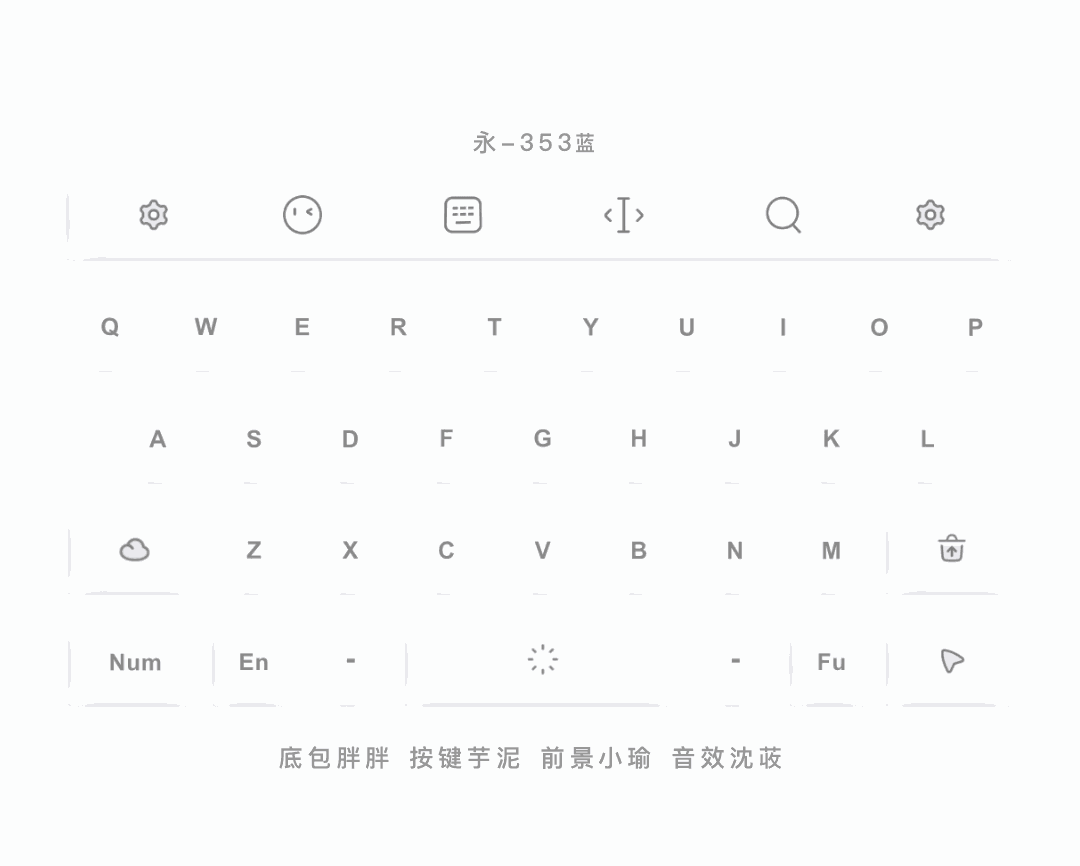 永–353蓝
Q W E R T Y U I O P
A S D F G H J K L
Z X C V B N M
Num En - - Fu
底包胖胖 按键芋泥 前景小瑜 音效沈荍